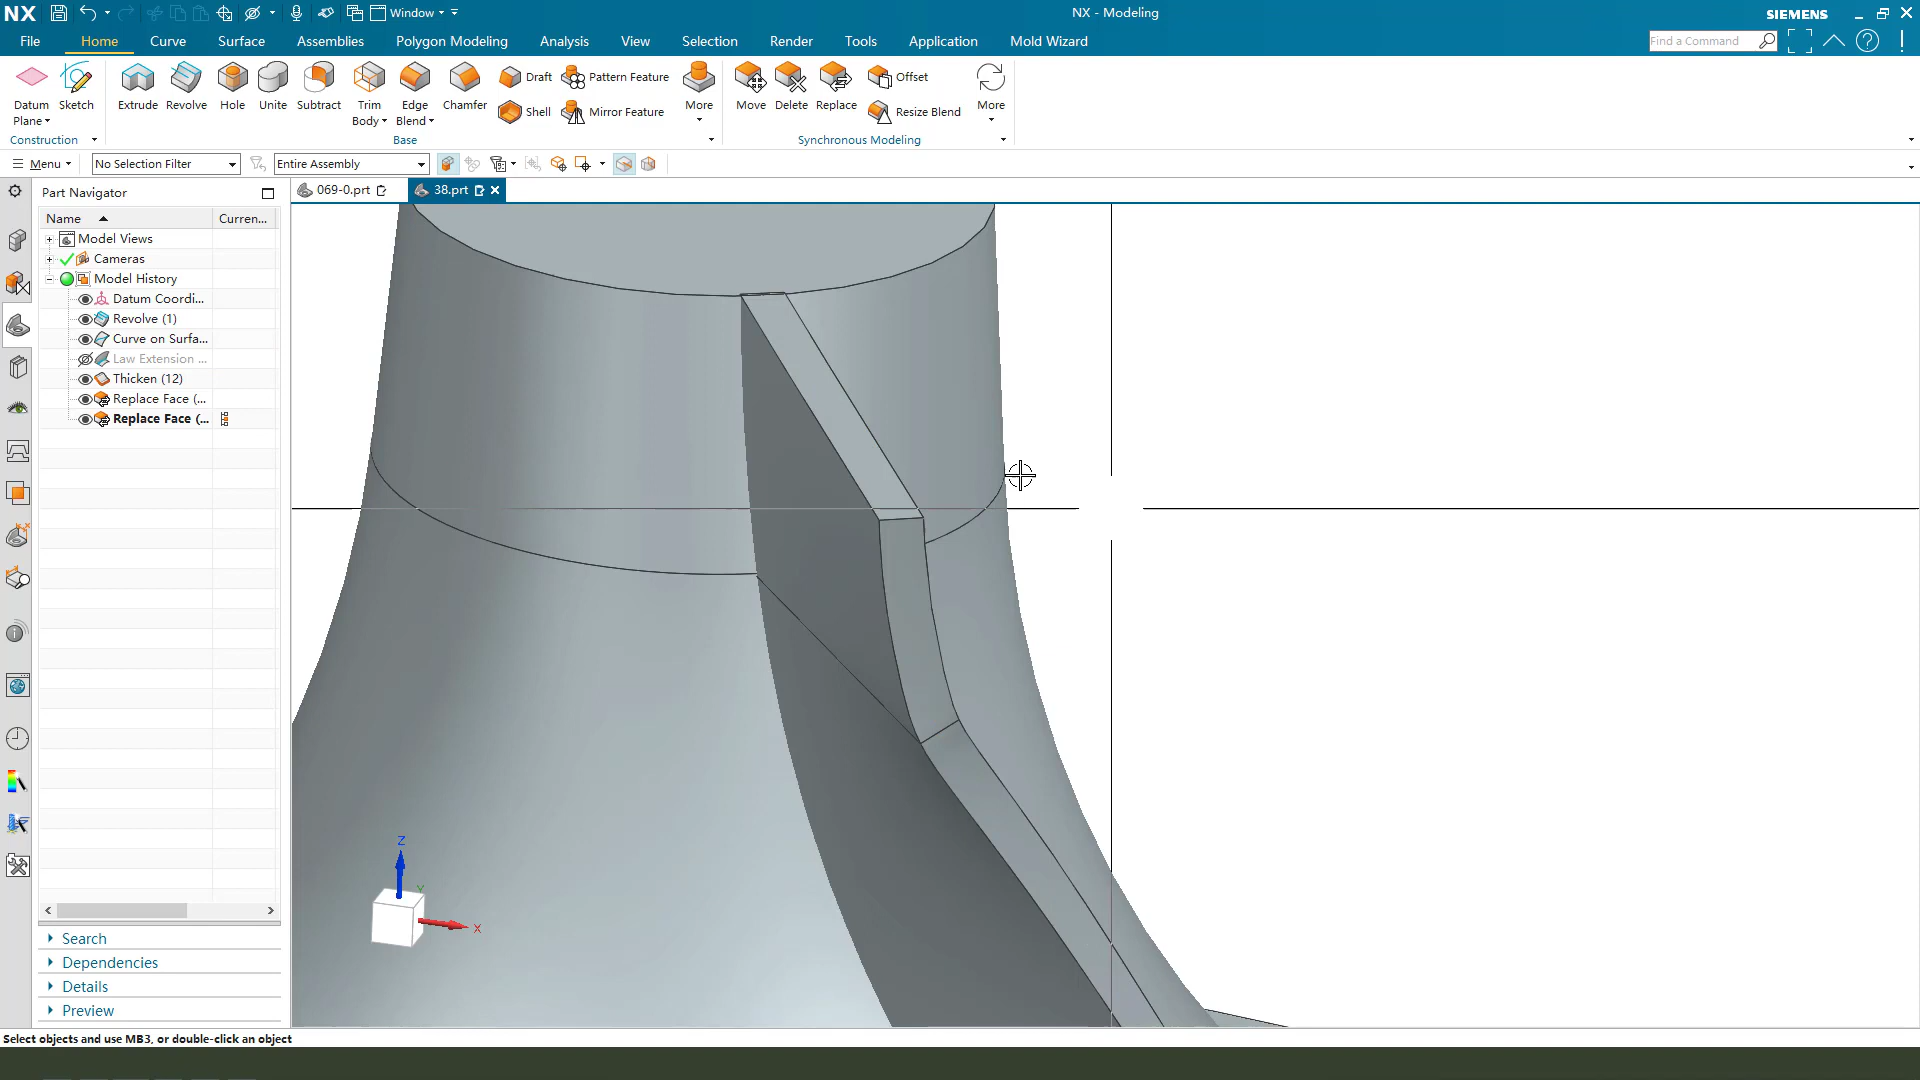 NX
Window
NX - Modeling
SIEMENS
File
Home
Curve
Surface
Assemblies
Polygon Modeling
Analysis
View
Selection
Render
Tools
Application
Mold Wizard
Find a Command
Datum Plane
Sketch
Extrude
Revolve
Hole
Unite
Subtract
Trim Body
Edge Blend
Chamfer
Draft
Shell
Pattern Feature
Mirror Feature
More
Move
Delete
Replace
Offset
Resize Blend
More
Construction
Base
Synchronous Modeling
Menu
No Selection Filter
Entire Assembly
Part Navigator
069-0.prt
38.prt
Name
Curren...
Model Views
Cameras
Model History
Datum Coordi...
Revolve (1)
Curve on Surfa...
Law Extension ...
Thicken (12)
Replace Face (...
Replace Face (...
Search
Dependencies
Details
Preview
Z
Y
X
Select objects and use MB3, or double-click an object